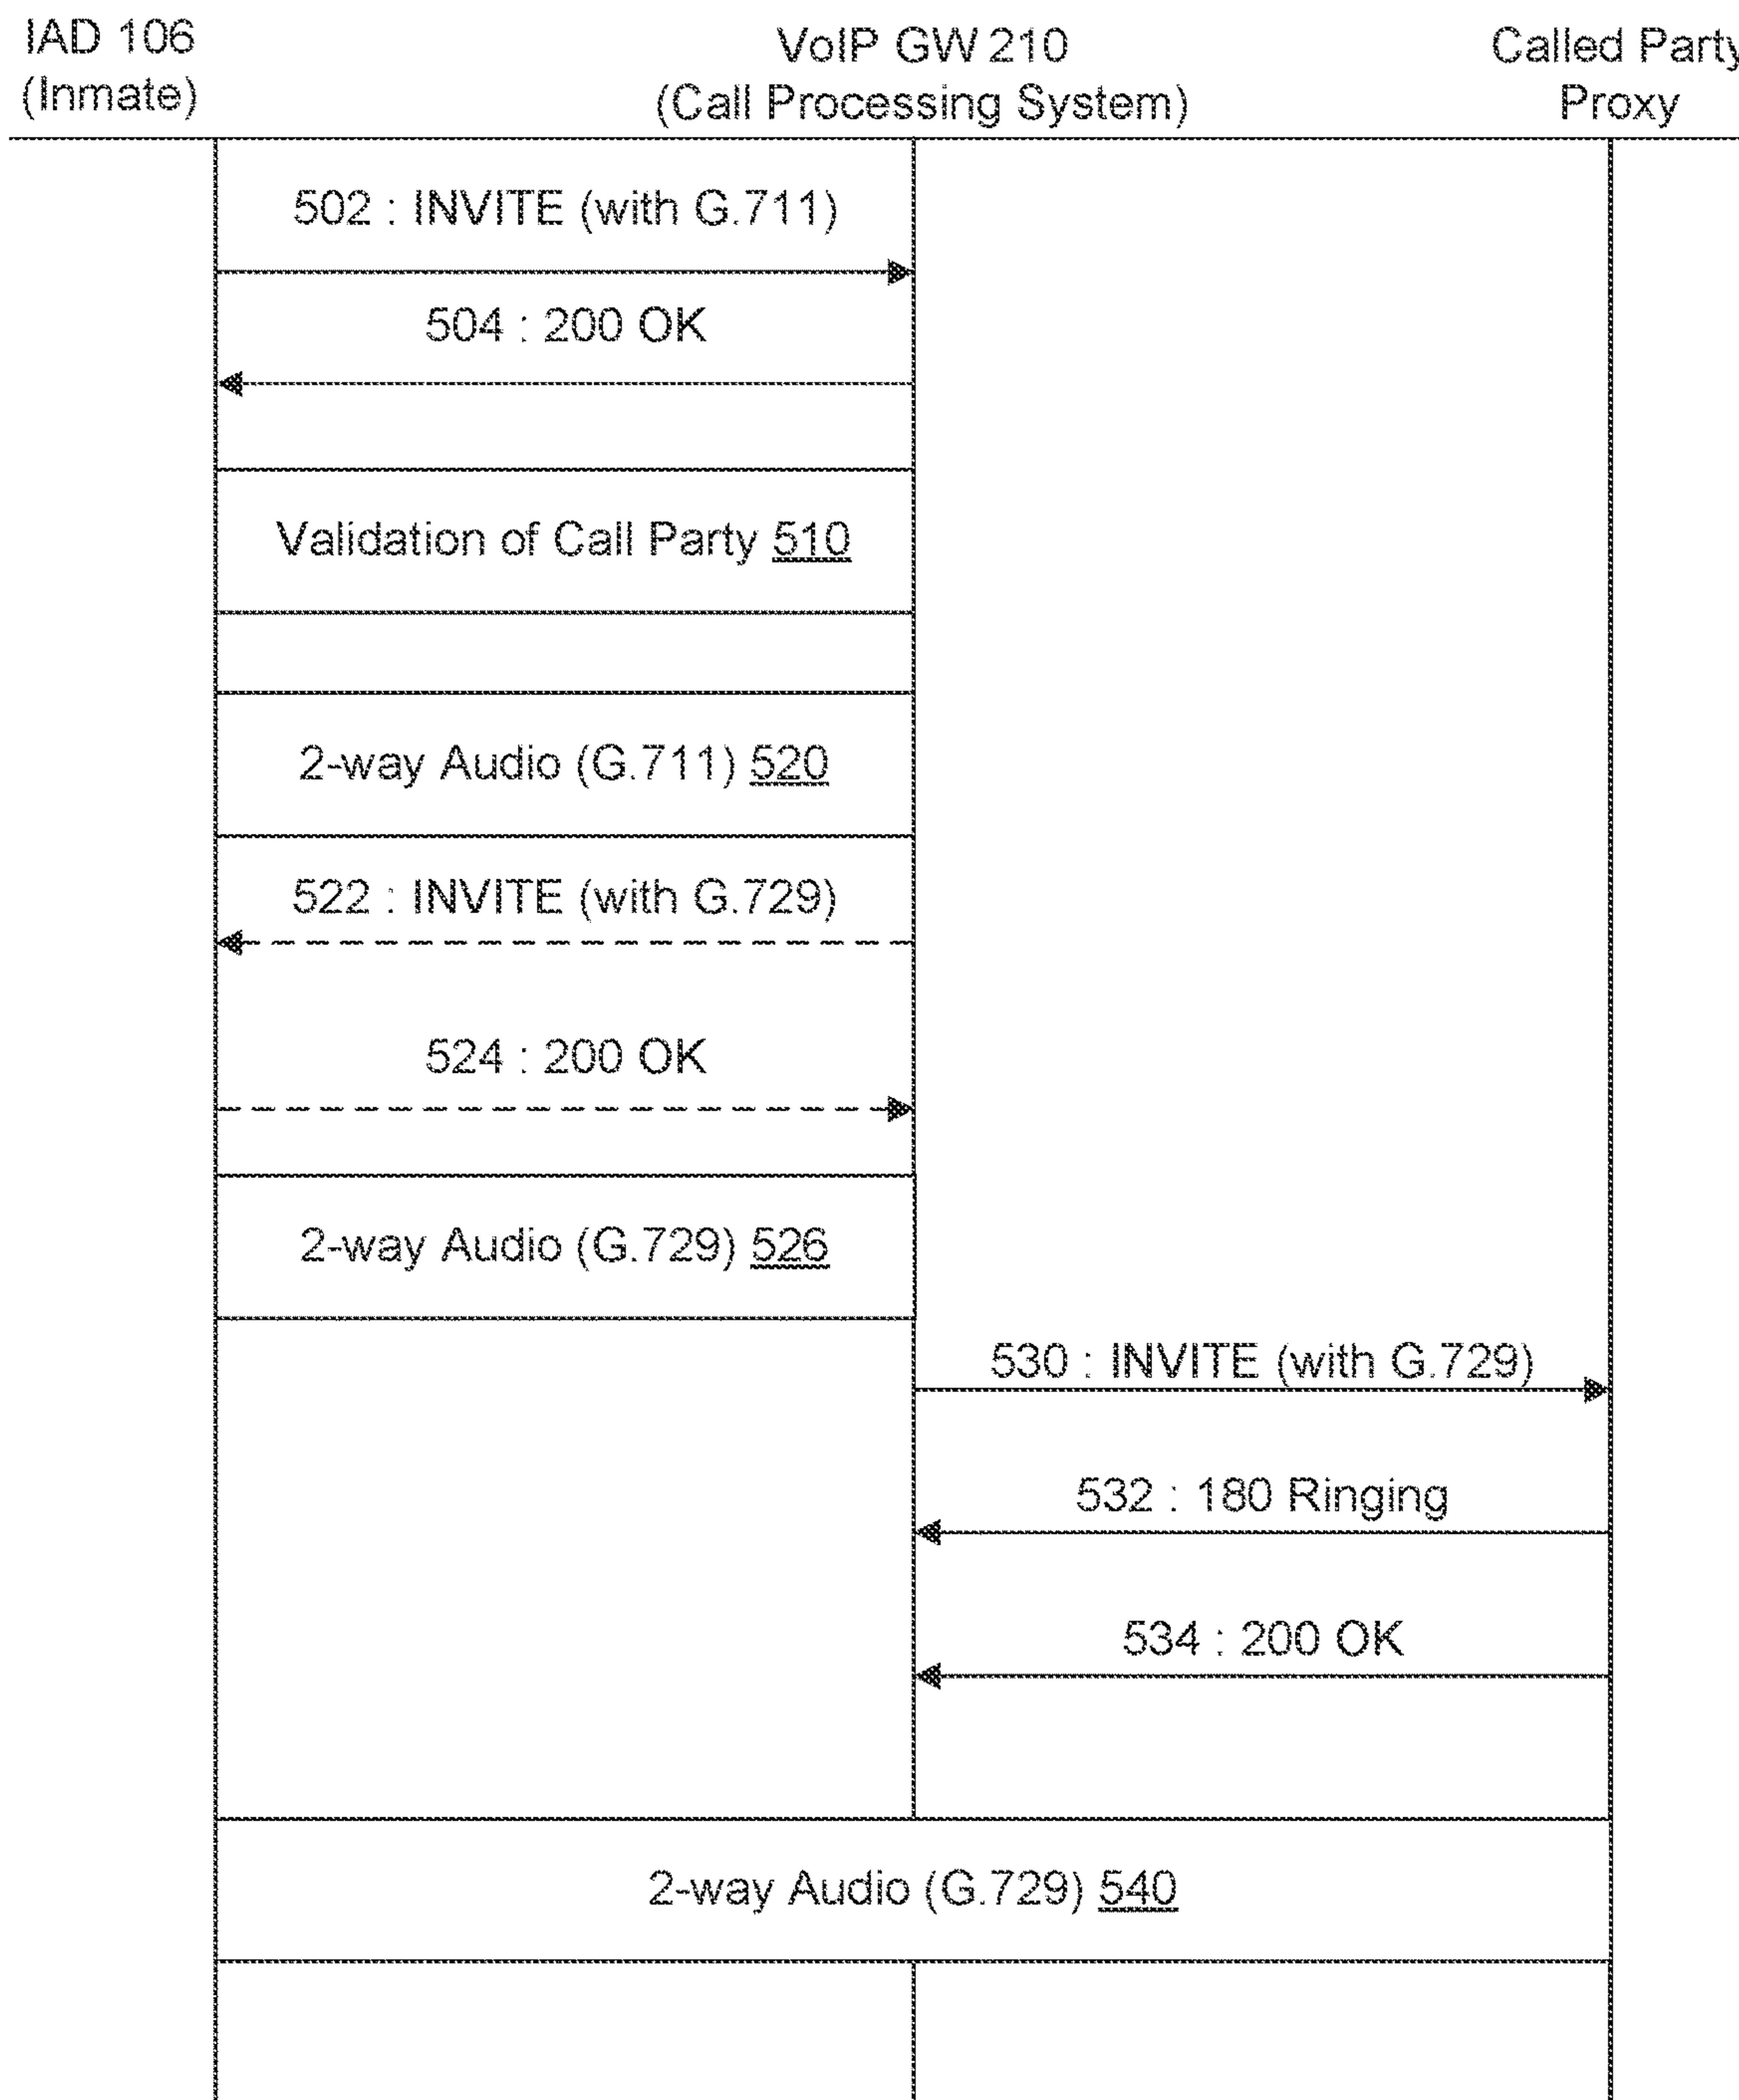 IAD 106
(Inmate)
VoIP GW 210
(Call Processing System)
Called Party
Proxy
502 : INVITE (with G.711)
504 : 200 OK
Validation of Call Party 510
2-way Audio (G.711) 520
522 : INVITE (with G.729)
524 : 200 OK
2-way Audio (G.729) 526
530 : INVITE (with G.729)
532 : 180 Ringing
534 : 200 OK
2-way Audio (G.729) 540